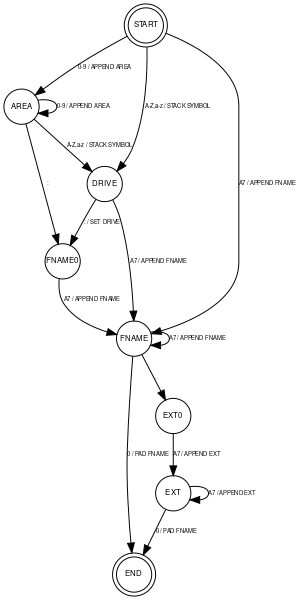 START
0-9 / APPEND AREA
AREA
0-9 / APPEND AREA
A-Z,a-z / STACK SYMBOL
A-Z,a-z / STACK SYMBOL
DRIVE
:
A7 / APPEND FNAME
: / SET DRIVE
FNAME0
A7 / APPEND FNAME
A7 / APPEND FNAME
FNAME
A7 / APPEND FNAME
EXT0
0 / PAD FNAME
A7 / APPEND EXT
EXT
A7 / APPEND EXT
0 / PAD FNAME
END